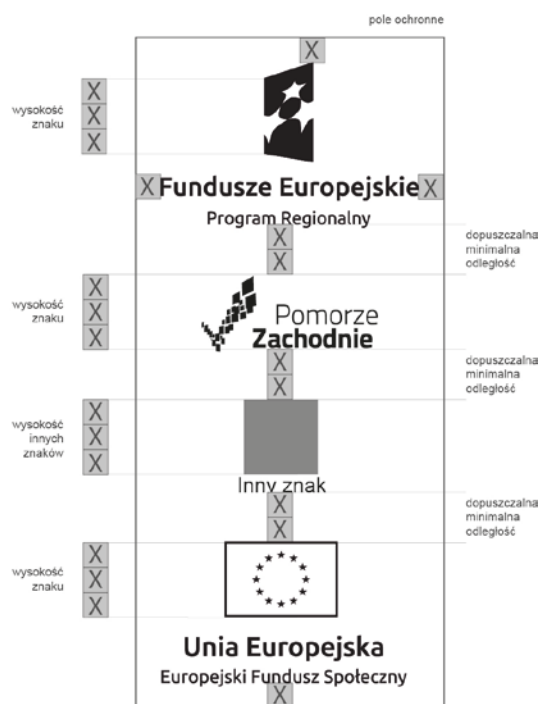 pole ochronne
X
X
X
X
wysokość
znaku
X
Fundusze Europejskie
X
Program Regionalny
X
X
dopuszczalna
minimalna
odległość
X
X
X
wysokość
znaku
Pomorze
Zachodnie
X
X
dopuszczalna
minimalna
odległość
X
X
X
wysokość
innych
znaków
Inny znak
X
X
dopuszczalna
minimalna
odległość
X
X
X
wysokość
znaku
Unia Europejska
Europejski Fundusz Społeczny
X